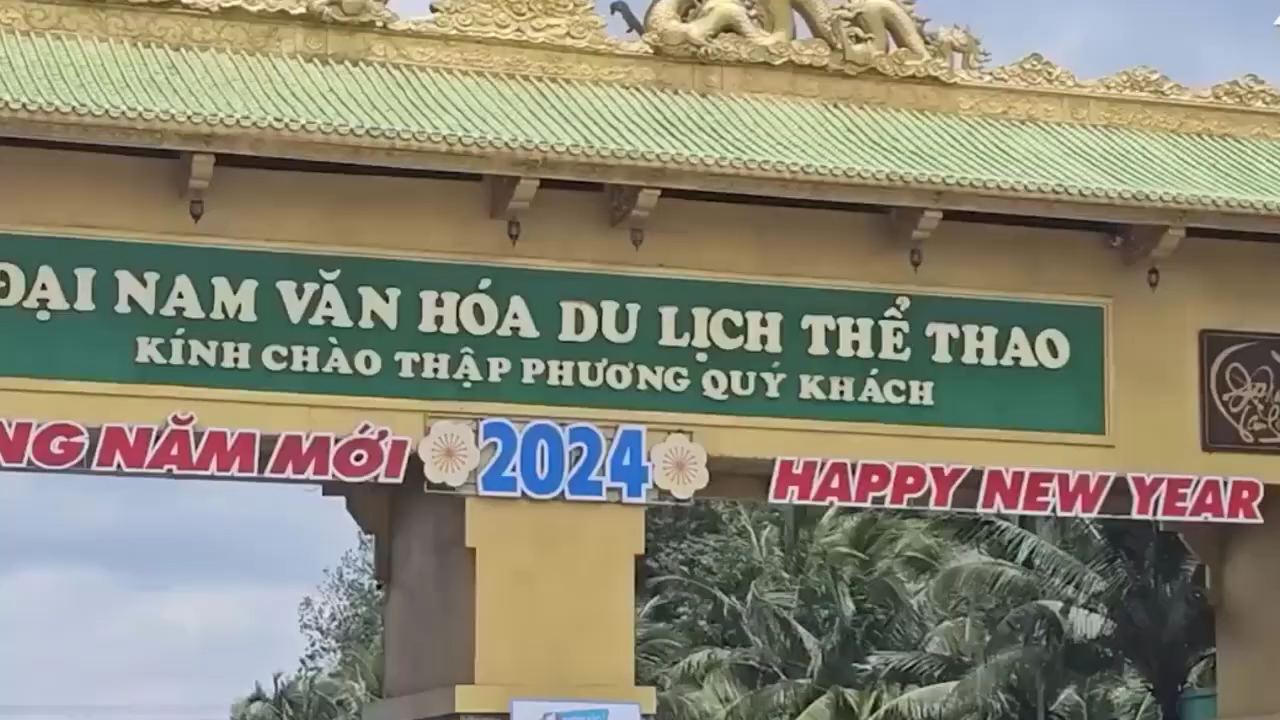 ĐẠI NAM VĂN HÓA DU LỊCH THỂ THAO
KÍNH CHÀO THẬP PHƯƠNG QUÝ KHÁCH
NG NĂM MỚI 2024 HAPPY NEW YEAR